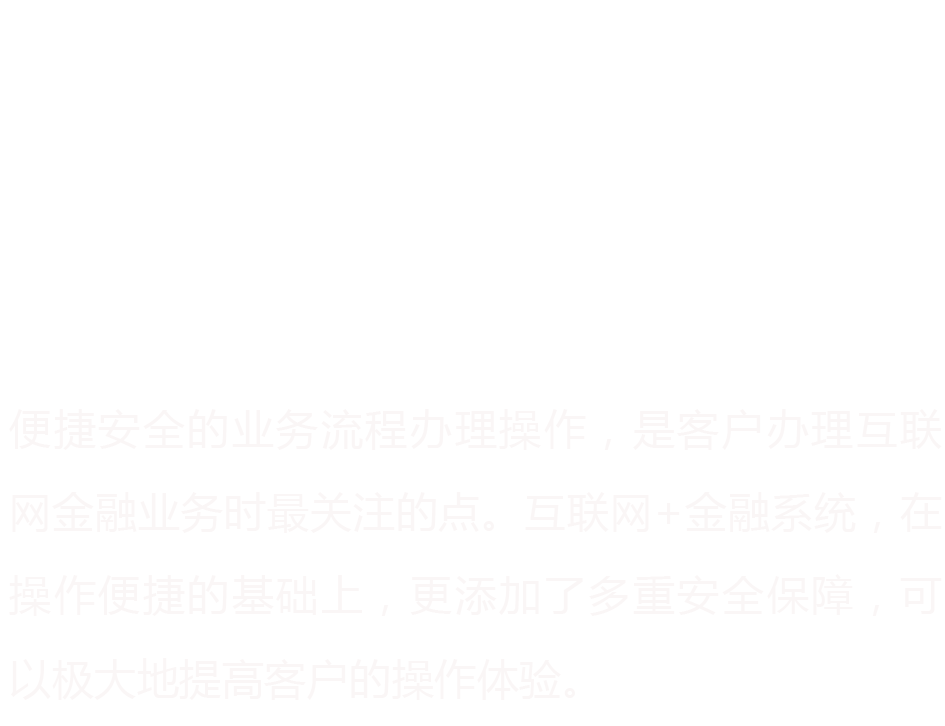 便捷安全的业务流程办理操作，是客户办理互联
网金融业务时最关注的点。互联网+金融系统，在
操作便捷的基础上，更添加了多重安全保障，可
以极大地提高客户的操作体验。